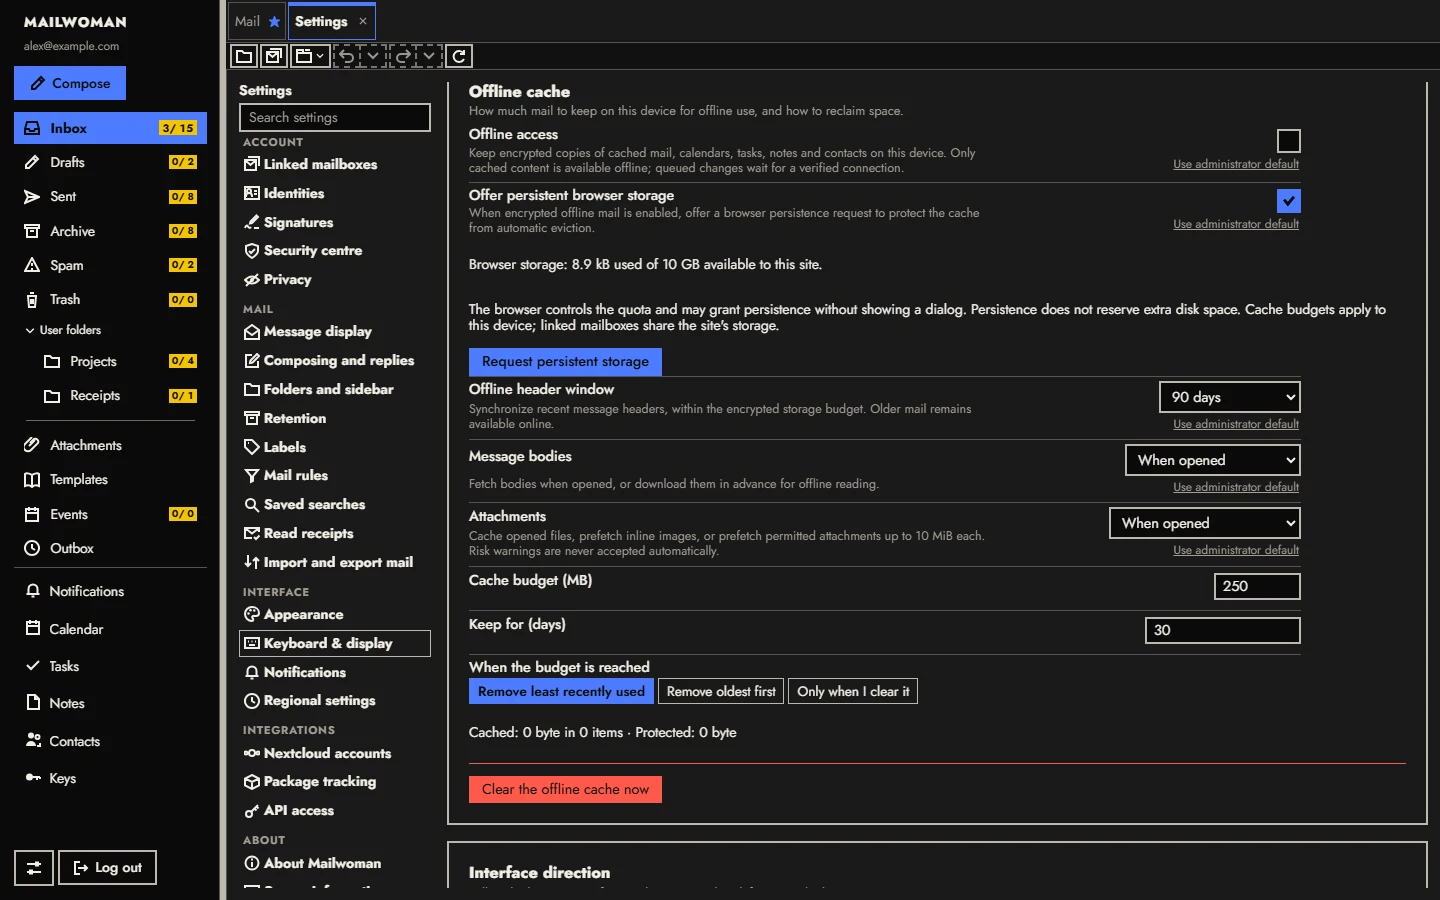 MAILWOMAN
alex@example.com
Compose
Inbox 3/ 15
Drafts 0/ 2
Sent 0/ 8
Archive 0/ 8
Spam 0/ 2
Trash 0/ 0
User folders
Projects 0/ 4
Receipts 0/ 1
Attachments
Templates
Events 0/ 0
Outbox
Notifications
Calendar
Tasks
Notes
Contacts
Keys
Log out
Mail
Settings ×
Settings
Search settings
ACCOUNT
Linked mailboxes
Identities
Signatures
Security centre
Privacy
MAIL
Message display
Composing and replies
Folders and sidebar
Retention
Labels
Mail rules
Saved searches
Read receipts
Import and export mail
INTERFACE
Appearance
Keyboard & display
Notifications
Regional settings
INTEGRATIONS
Nextcloud accounts
Package tracking
API access
ABOUT
About Mailwoman
Offline cache
How much mail to keep on this device for offline use, and how to reclaim space.
Offline access
Keep encrypted copies of cached mail, calendars, tasks, notes and contacts on this device. Only
cached content is available offline; queued changes wait for a verified connection.
Use administrator default
Offer persistent browser storage
When encrypted offline mail is enabled, offer a browser persistence request to protect the cache
from automatic eviction.
Use administrator default
Browser storage: 8.9 kB used of 10 GB available to this site.
The browser controls the quota and may grant persistence without showing a dialog. Persistence does not reserve extra disk space. Cache budgets apply to
this device; linked mailboxes share the site's storage.
Request persistent storage
Offline header window
Synchronize recent message headers, within the encrypted storage budget. Older mail remains
available online.
90 days
Use administrator default
Message bodies
Fetch bodies when opened, or download them in advance for offline reading.
When opened
Use administrator default
Attachments
Cache opened files, prefetch inline images, or prefetch permitted attachments up to 10 MiB each.
Risk warnings are never accepted automatically.
When opened
Use administrator default
Cache budget (MB)
250
Keep for (days)
30
When the budget is reached
Remove least recently used
Remove oldest first
Only when I clear it
Cached: 0 byte in 0 items · Protected: 0 byte
Clear the offline cache now
Interface direction